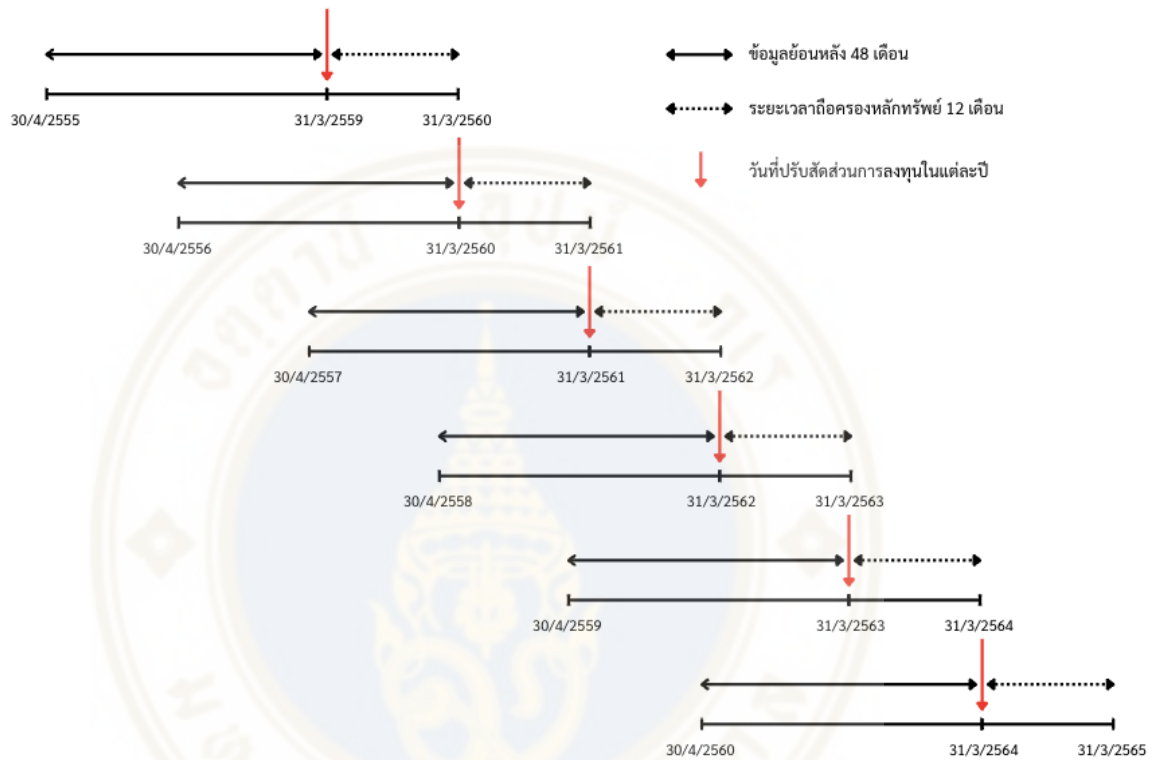 ข้อมูลย้อนหลัง 48 เดือน
30/4/2555 31/3/2559 31/3/2560
ระยะเวลาถือครองหลักทรัพย์ 12 เดือน
วันที่ปรับสัดส่วนการลงทุนในแต่ละปี
30/4/2556 31/3/2560 31/3/2561
30/4/2557 31/3/2561 31/3/2562
30/4/2558 31/3/2562 31/3/2563
30/4/2559 31/3/2563 31/3/2564
30/4/2560 31/3/2564 31/3/2565